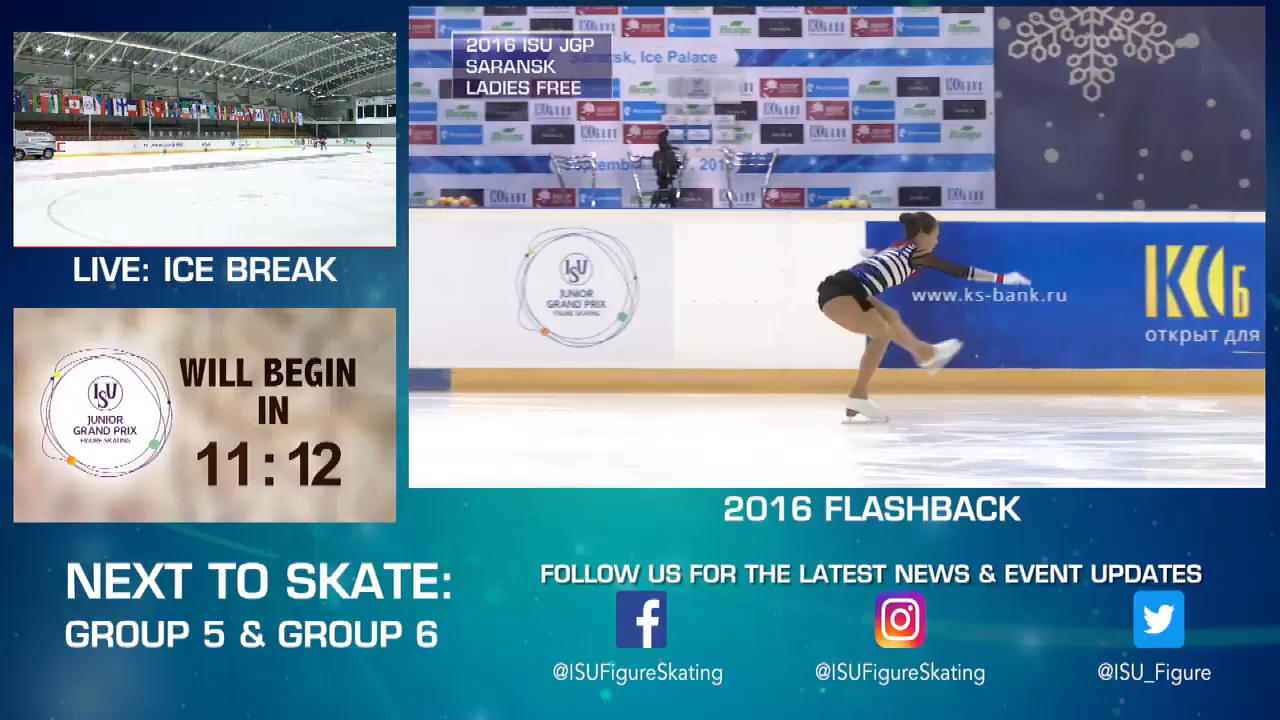 2016 ISU JGP
SARANSK
LADIES FREE
Saransk, Ice Palace
ISU
JUNIOR
GRAND PRIX
FIGURE SKATING
www.ks-bank.ru
КСБ
открыт для
LIVE: ICE BREAK
ISU
JUNIOR
GRAND PRIX
FIGURE SKATING
WILL BEGIN
IN
11:12
2016 FLASHBACK
NEXT TO SKATE:
GROUP 5 & GROUP 6
FOLLOW US FOR THE LATEST NEWS & EVENT UPDATES
@ISUFigureSkating
@ISUFigureSkating
@ISU_Figure